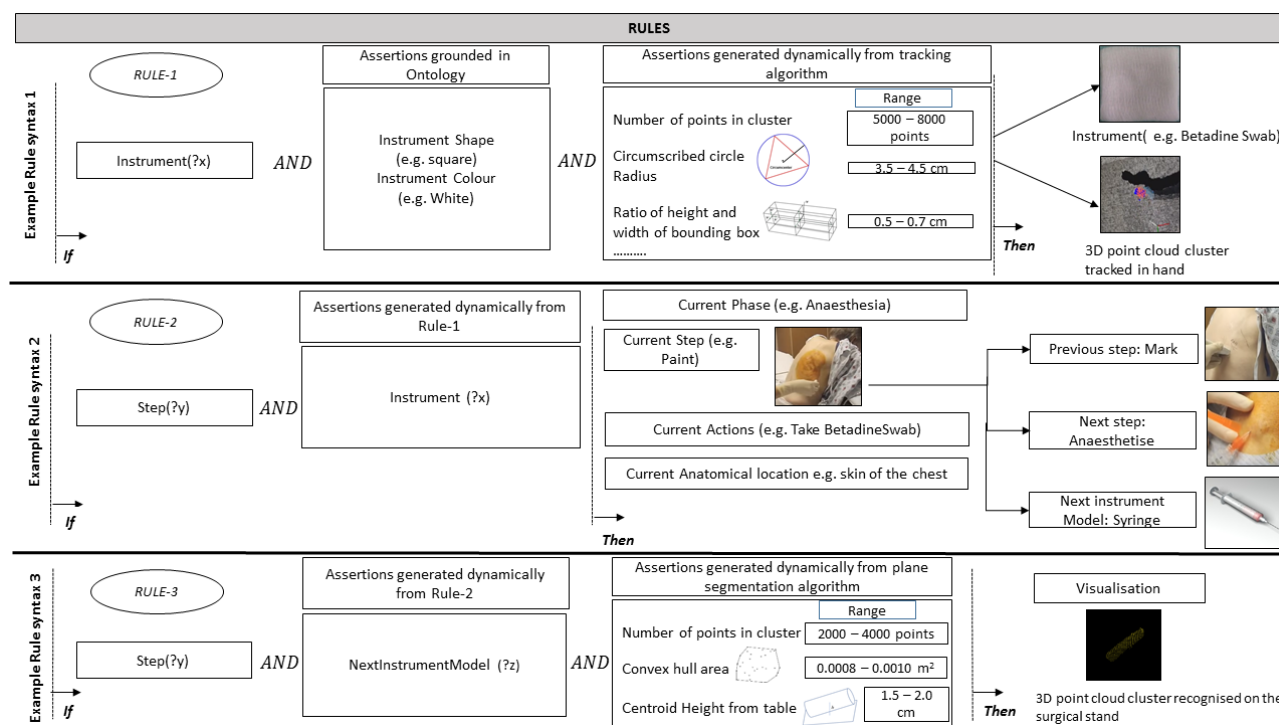 RULES
Example Rule syntax 1
RULE-1
Instrument(?x)
If
AND
Assertions grounded in
Ontology
Instrument Shape
(e.g. square)
Instrument Colour
(e.g. White)
AND
Assertions generated dynamically from tracking
algorithm
Range
Number of points in cluster
5000 – 8000
points
Circumscribed circle
Radius
3.5 – 4.5 cm
Ratio of height and
width of bounding box
0.5 – 0.7 cm
..........
Then
Instrument( e.g. Betadine Swab)
3D point cloud cluster
tracked in hand
Example Rule syntax 2
RULE-2
Step(?y)
If
AND
Assertions generated dynamically from
Rule-1
Instrument (?x)
Then
Current Phase (e.g. Anaesthesia)
Current Step (e.g.
Paint)
Current Actions (e.g. Take BetadineSwab)
Current Anatomical location e.g. skin of the chest
Previous step: Mark
Next step:
Anaesthetise
Next instrument
Model: Syringe
Example Rule syntax 3
RULE-3
Step(?y)
If
AND
Assertions generated dynamically
from Rule-2
NextInstrumentModel (?z)
AND
Assertions generated dynamically from plane
segmentation algorithm
Range
Number of points in cluster
2000 – 4000 points
Convex hull area
0.0008 – 0.0010 m²
Centroid Height from table
1.5 – 2.0
cm
Then
Visualisation
3D point cloud cluster recognised on the
surgical stand